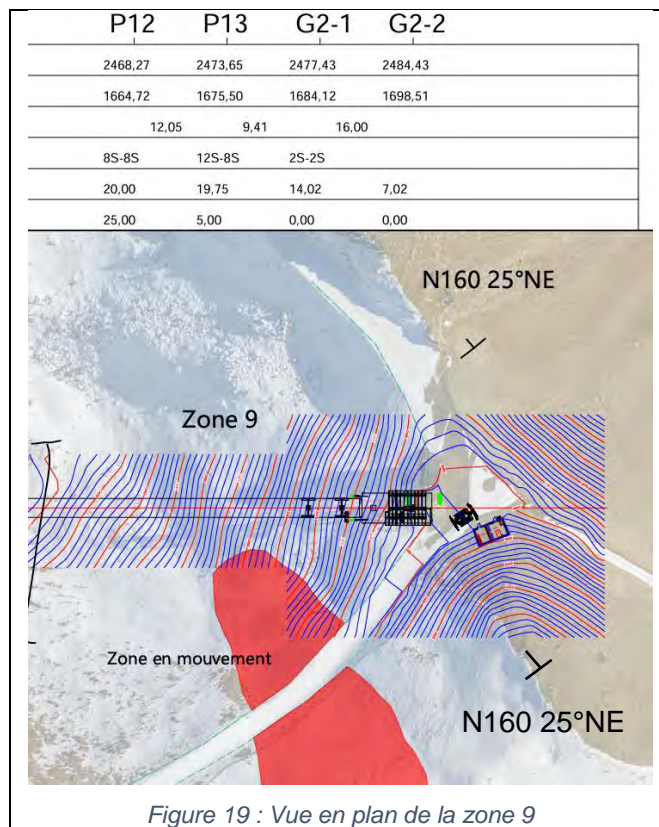 P12 P13 G2-1 G2-2
2468,27 2473,65 2477,43 2484,43
1664,72 1675,50 1684,12 1698,51
12,05 9,41 16,00
8S-8S 12S-8S 2S-2S
20,00 19,75 14,02 7,02
25,00 5,00 0,00 0,00
N160 25°NE
Zone 9
Zone en mouvement
N160 25°NE
Figure 19 : Vue en plan de la zone 9